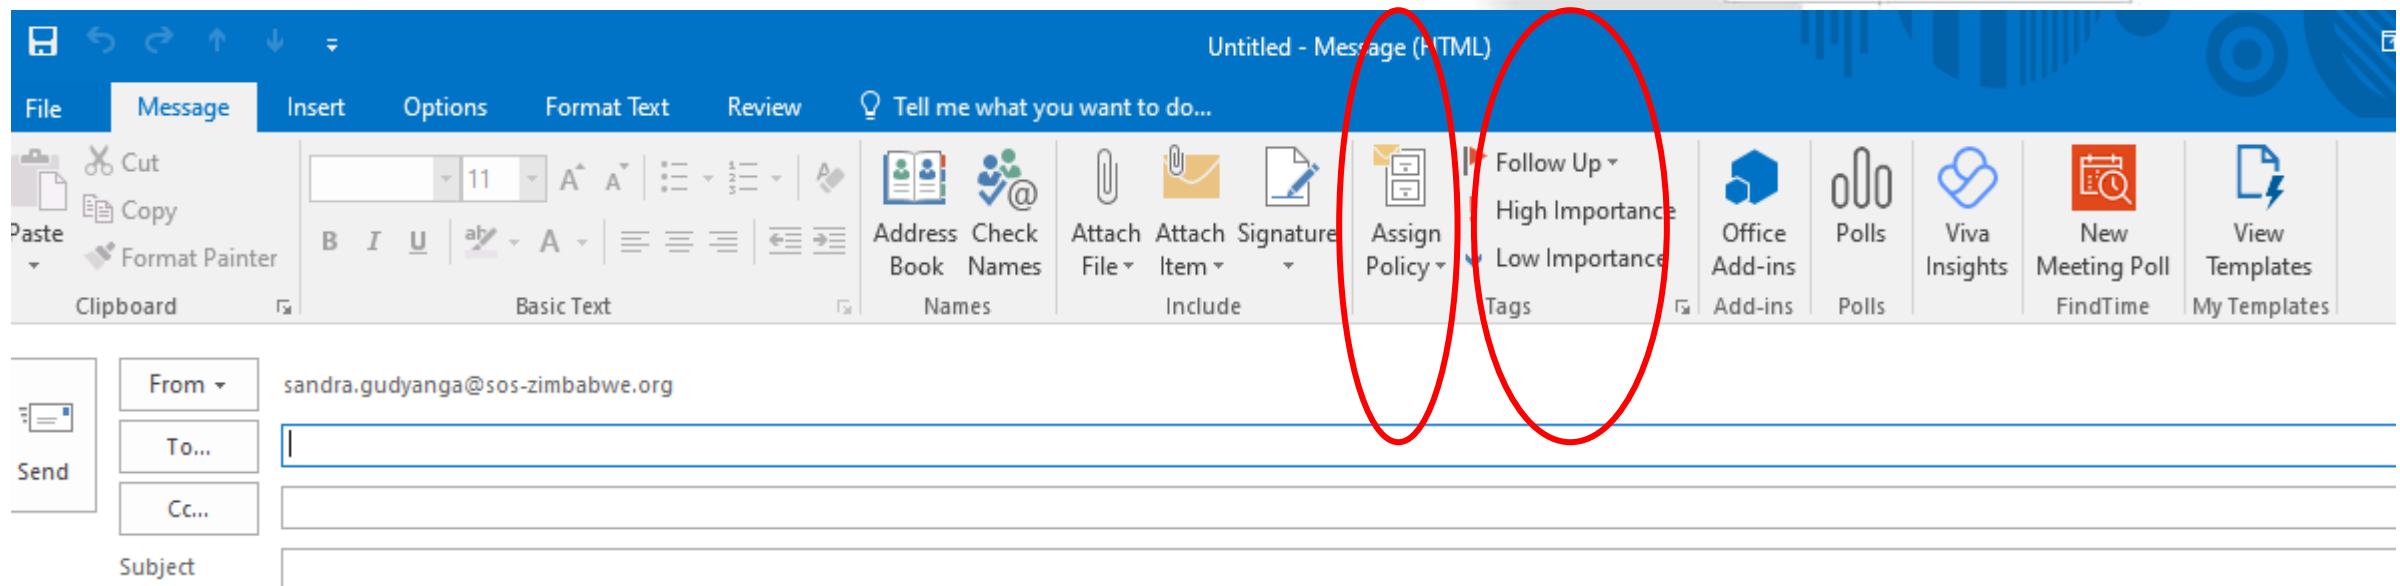 Untitled - Message (HTML)
File Message Insert Options Format Text Review Tell me what you want to do...
Cut
Copy
Format Painter
Paste
Clipboard
11
B I U ab A
Basic Text
Address Book
Check Names
Names
Attach File
Attach Item
Signature
Include
Assign Policy
Follow Up
High Importance
Low Importance
Tags
Office Add-ins
Add-ins
Polls
Polls
Viva Insights
New Meeting Poll
FindTime
View Templates
My Templates
Send
From sandra.gudyanga@sos-zimbabwe.org
To...
Cc...
Subject